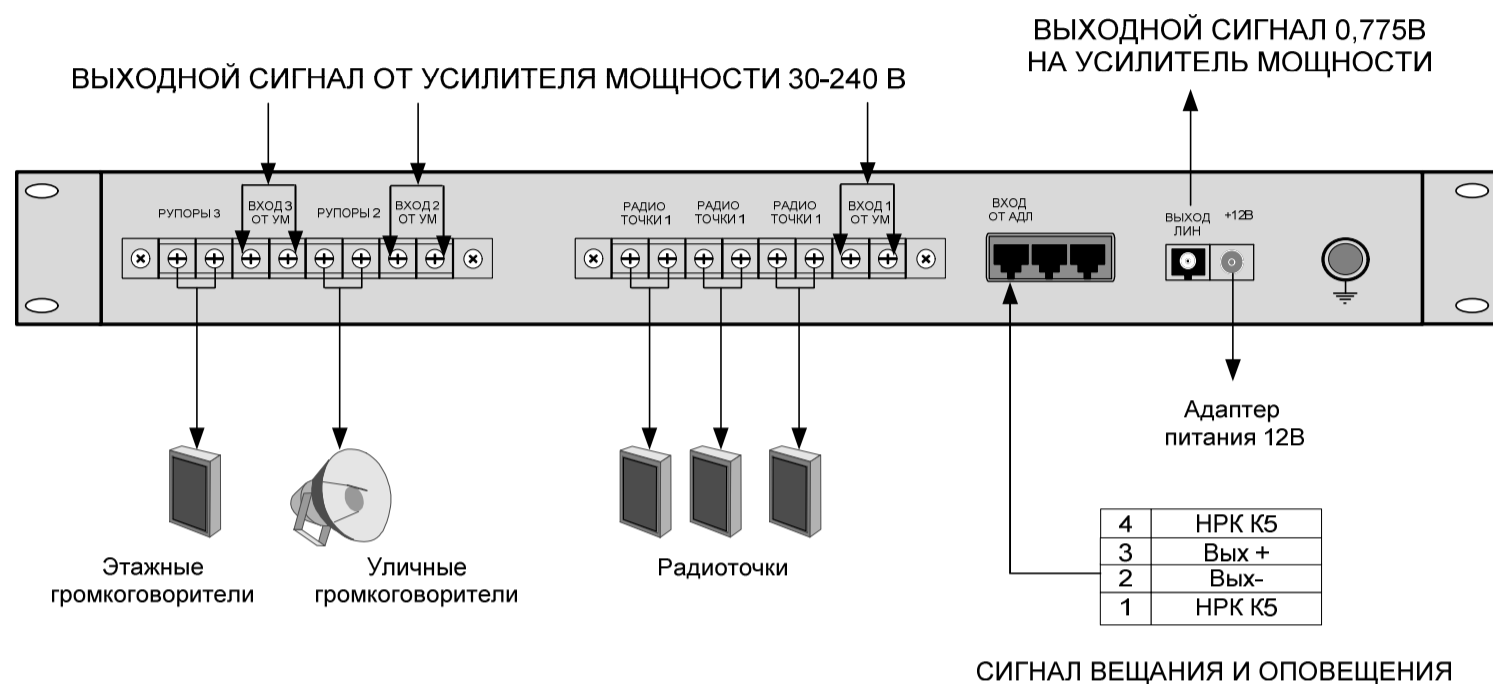 ВЫХОДНОЙ СИГНАЛ 0,775В
НА УСИЛИТЕЛЬ МОЩНОСТИ
ВЫХОДНОЙ СИГНАЛ ОТ УСИЛИТЕЛЯ МОЩНОСТИ 30-240 В
РУПОРЫ 3
ВХОД 3
ОТ УМ
РУПОРЫ 2
ВХОД 2
ОТ УМ
РАДИО
ТОЧКИ 1
РАДИО
ТОЧКИ 1
РАДИО
ТОЧКИ 1
ВХОД 1
ОТ УМ
ВХОД
ОТ АДЛ
ВЫХОД
ЛИН
+12В
Адаптер
питания 12В
Этажные
громкоговорители
Уличные
громкоговорители
Радиоточки
4 НРК К5
3 Вых +
2 Вых-
1 НРК К5
СИГНАЛ ВЕЩАНИЯ И ОПОВЕЩЕНИЯ